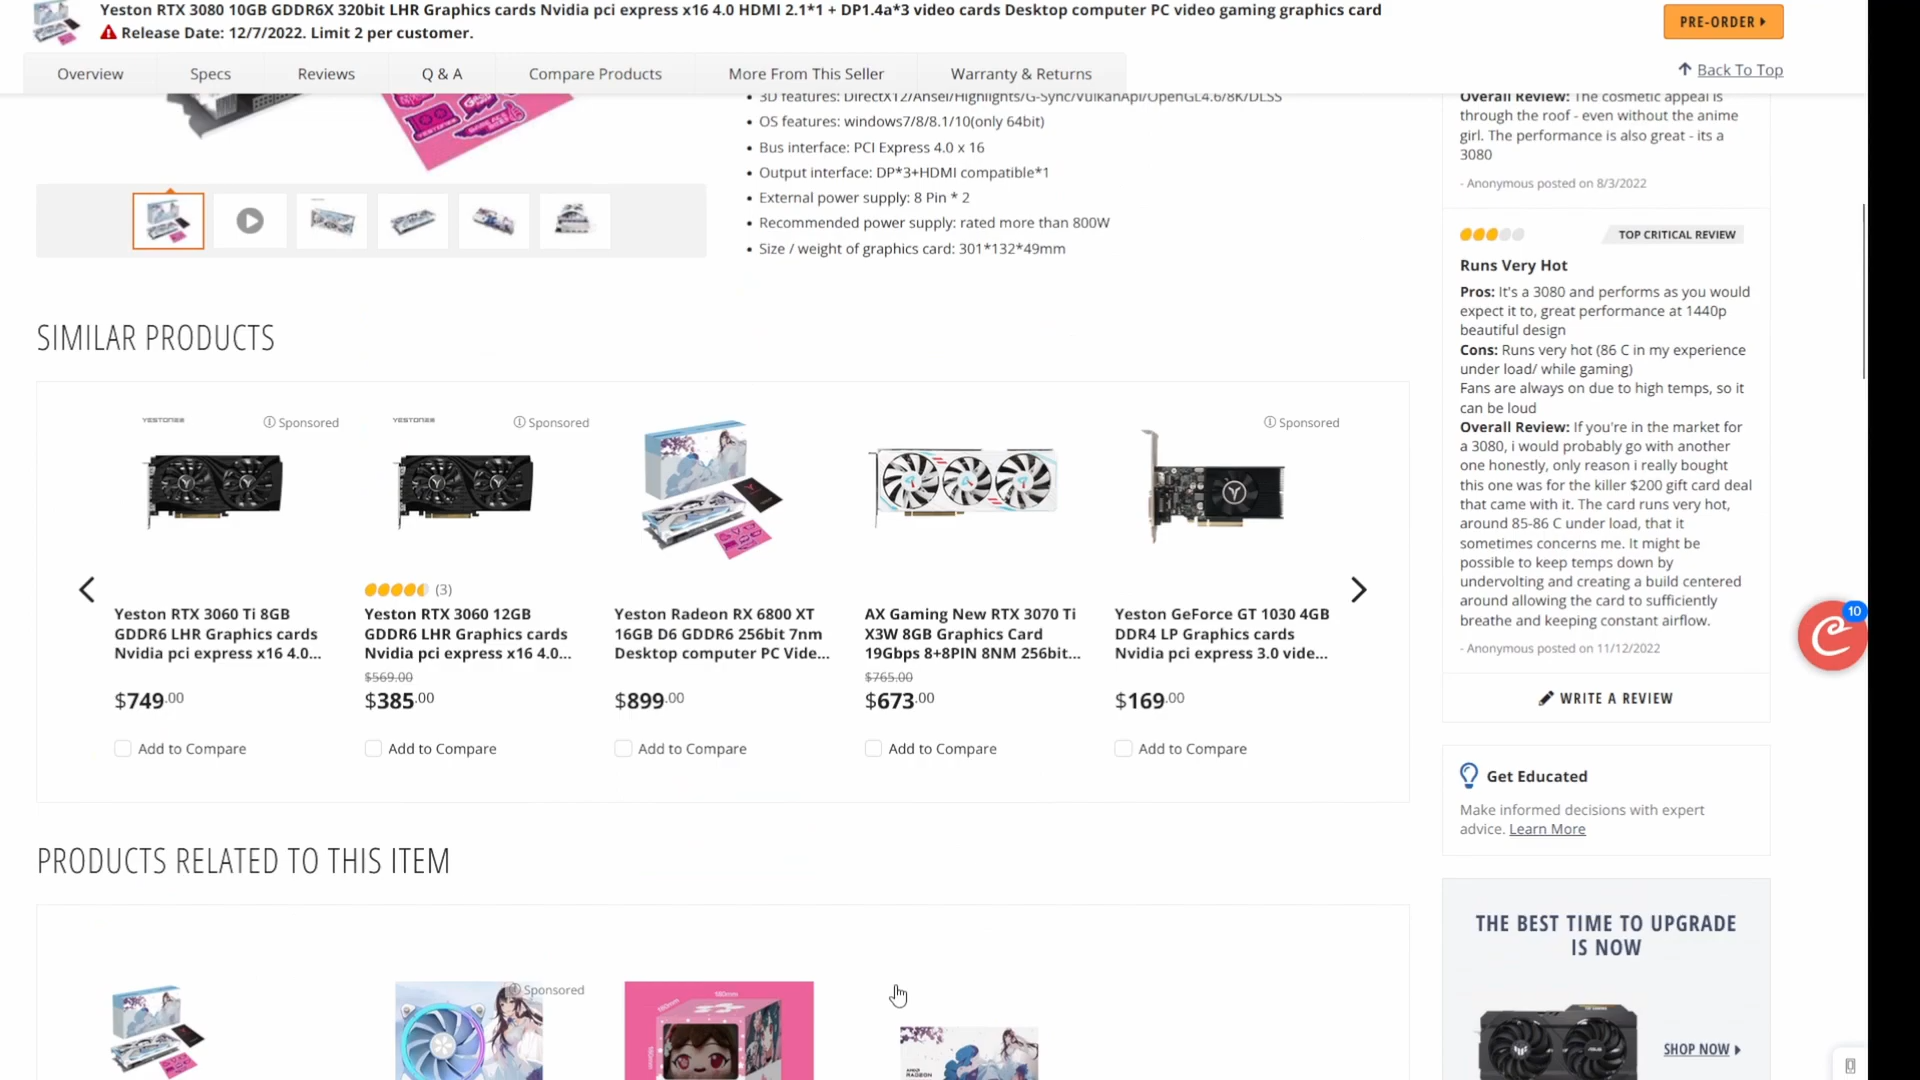 Yeston RTX 3080 10GB GDDR6X 320bit LHR Graphics cards Nvidia pci express x16 4.0 HDMI 2.1*1 + DP1.4a*3 video cards Desktop computer PC video gaming graphics card
Release Date: 12/7/2022. Limit 2 per customer.
PRE-ORDER
Overview
Specs
Reviews
Q & A
Compare Products
More From This Seller
Warranty & Returns
Back To Top
3D features: DirectX12/Ansel/Highlights/G-Sync/VulkanApi/OpenGL4.6/8K/DLSS
OS features: windows7/8/8.1/10(only 64bit)
Bus interface: PCI Express 4.0 x 16
Output interface: DP*3+HDMI compatible*1
External power supply: 8 Pin * 2
Recommended power supply: rated more than 800W
Size / weight of graphics card: 301*132*49mm
Overall Review: The cosmetic appeal is
through the roof - even without the anime
girl. The performance is also great - its a
3080
- Anonymous posted on 8/3/2022
TOP CRITICAL REVIEW
Runs Very Hot
Pros: It's a 3080 and performs as you would
expect it to, great performance at 1440p
beautiful design
Cons: Runs very hot (86 C in my experience
under load/ while gaming)
Fans are always on due to high temps, so it
can be loud
Overall Review: If you're in the market for
a 3080, i would probably go with another
one honestly, only reason i really bought
this one was for the killer $200 gift card deal
that came with it. The card runs very hot,
around 85-86 C under load, that it
sometimes concerns me. It might be
possible to keep temps down by
undervolting and creating a build centered
around allowing the card to sufficiently
breathe and keeping constant airflow.
- Anonymous posted on 11/12/2022
WRITE A REVIEW
Get Educated
Make informed decisions with expert
advice. Learn More
THE BEST TIME TO UPGRADE
IS NOW
SHOP NOW
10
SIMILAR PRODUCTS
YESTON
Sponsored
Yeston RTX 3060 Ti 8GB
GDDR6 LHR Graphics cards
Nvidia pci express x16 4.0...
$749.00
Add to Compare
YESTON
Sponsored
(3)
Yeston RTX 3060 12GB
GDDR6 LHR Graphics cards
Nvidia pci express x16 4.0...
$569.00
$385.00
Add to Compare
Yeston Radeon RX 6800 XT
16GB D6 GDDR6 256bit 7nm
Desktop computer PC Vide...
$899.00
Add to Compare
AX Gaming New RTX 3070 Ti
X3W 8GB Graphics Card
19Gbps 8+8PIN 8NM 256bit...
$765.00
$673.00
Add to Compare
Sponsored
Yeston GeForce GT 1030 4GB
DDR4 LP Graphics cards
Nvidia pci express 3.0 vide...
$169.00
Add to Compare
PRODUCTS RELATED TO THIS ITEM
Sponsored
180mm
180mm
180mm